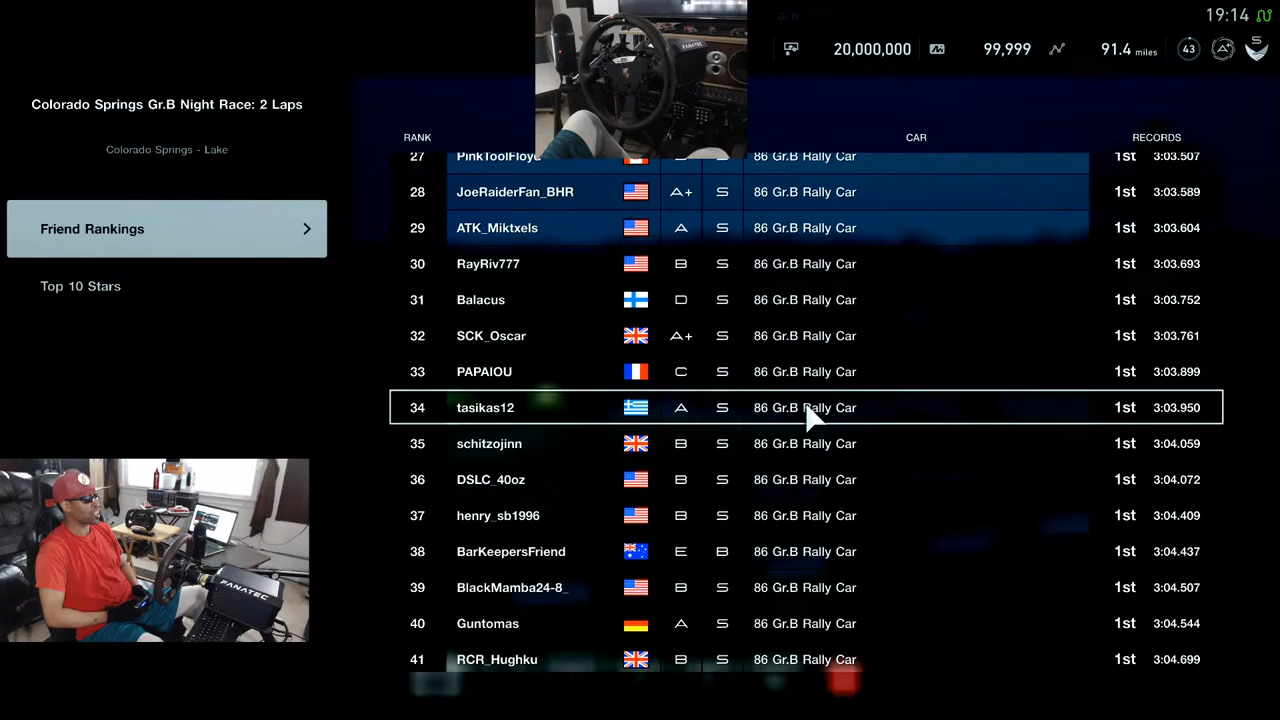 19:14
20,000,000 99,999 91.4 miles 43 A+ S
Colorado Springs Gr.B Night Race: 2 Laps
Colorado Springs - Lake
Friend Rankings
Top 10 Stars
RANK CAR RECORDS
27 PinkToolFloyd 86 Gr.B Rally Car 1st 3:03.507
28 JoeRaiderFan_BHR A+ S 86 Gr.B Rally Car 1st 3:03.589
29 ATK_Miktxels A S 86 Gr.B Rally Car 1st 3:03.604
30 RayRiv777 B S 86 Gr.B Rally Car 1st 3:03.693
31 Balacus D S 86 Gr.B Rally Car 1st 3:03.752
32 SCK_Oscar A+ S 86 Gr.B Rally Car 1st 3:03.761
33 PAPAIOU C S 86 Gr.B Rally Car 1st 3:03.899
34 tasikas12 A S 86 Gr.B Rally Car 1st 3:03.950
35 schitzojinn B S 86 Gr.B Rally Car 1st 3:04.059
36 DSLC_40oz B S 86 Gr.B Rally Car 1st 3:04.072
37 henry_sb1996 B S 86 Gr.B Rally Car 1st 3:04.409
38 BarKeepersFriend E B 86 Gr.B Rally Car 1st 3:04.437
39 BlackMamba24-8_ B S 86 Gr.B Rally Car 1st 3:04.507
40 Guntomas A S 86 Gr.B Rally Car 1st 3:04.544
41 RCR_Hughku B S 86 Gr.B Rally Car 1st 3:04.699
FANATEC
FANATEC